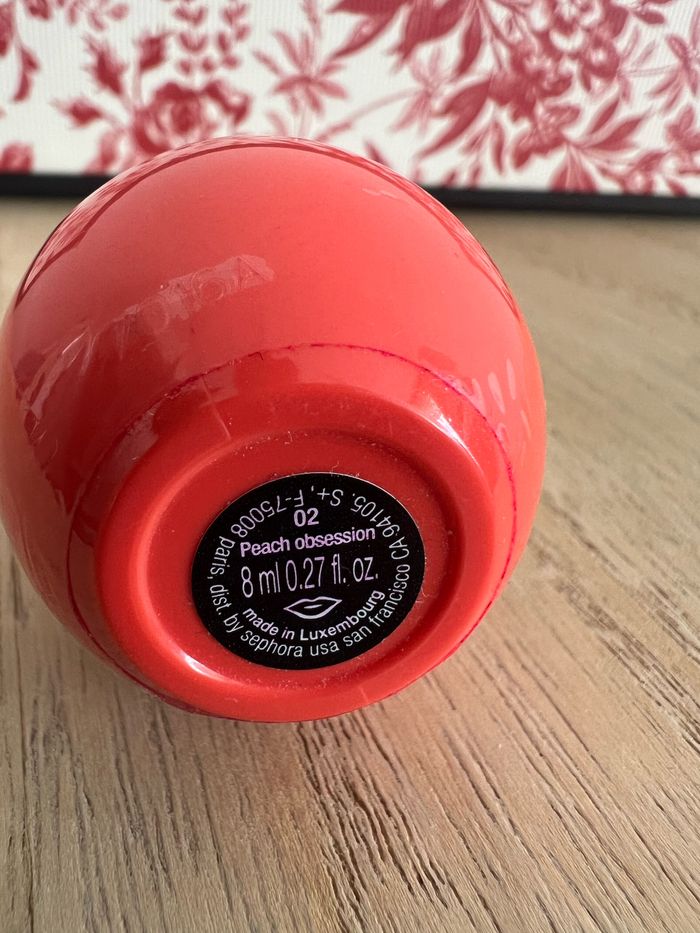 02
Peach obsession
8 ml 0.27 fl. oz.
made in Luxembourg
S+, F-75008 paris, dist by sephora usa san francisco CA 94105.